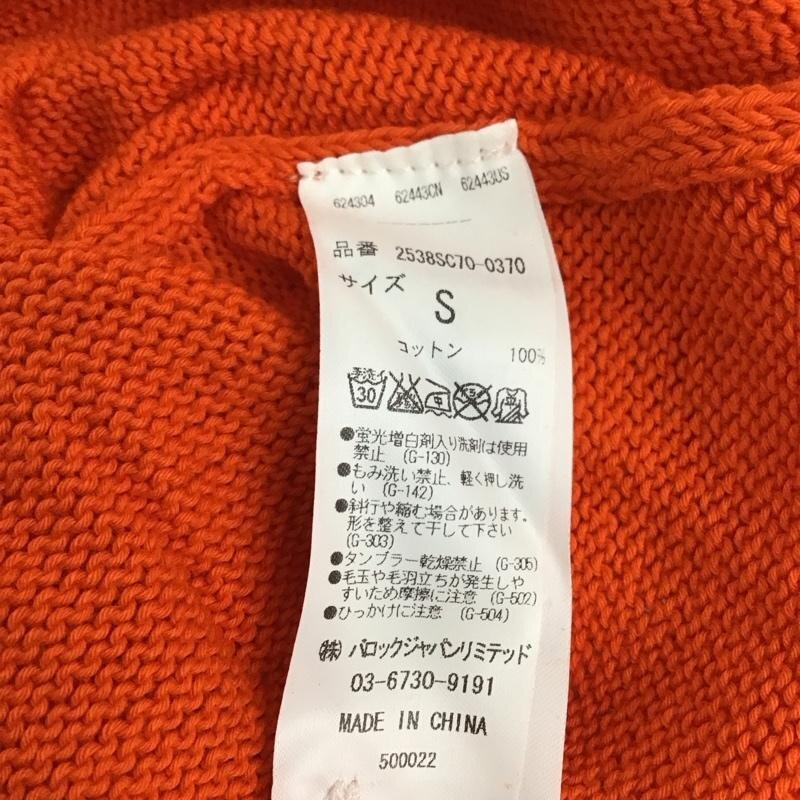 624304 62443CN 62443US
品番 2538SC70-0370
サイズ
S
コットン 100%
手洗イ
30
中
●蛍光増白剤入り洗剤は使用
禁止 (G-130)
●もみ洗い禁止、軽く押し洗
い (G-142)
●斜行や縮む場合があります。
形を整えて干して下さい
(G-303)
●タンブラー乾燥禁止 (G-305)
●毛玉や毛羽立ちが発生しや
すいため摩擦に注意 (G-502)
●ひっかけに注意 (G-504)
㈱ バロックジャパンリミテッド
03-6730-9191
MADE IN CHINA
500022